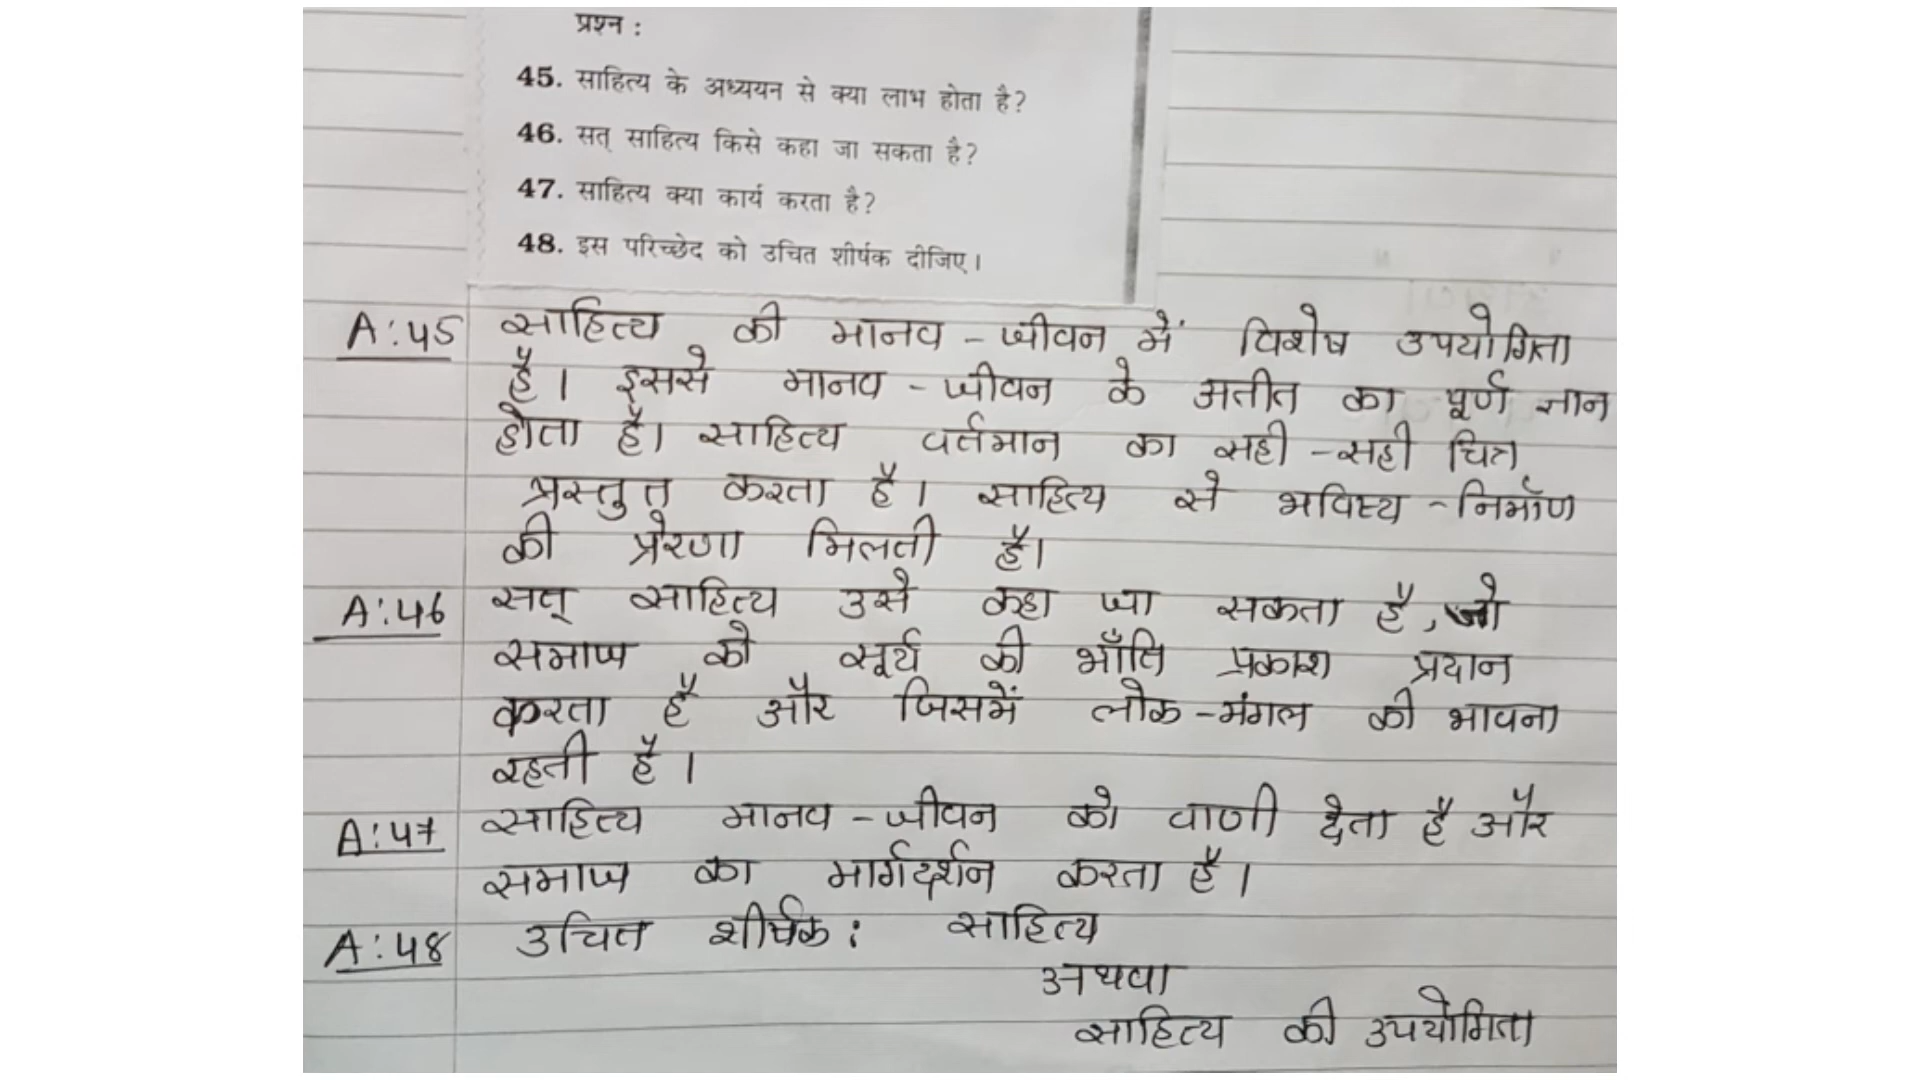 प्रश्न :
45. साहित्य के अध्ययन से क्या लाभ होता है?
46. सत् साहित्य किसे कहा जा सकता है?
47. साहित्य क्या कार्य करता है?
48. इस परिच्छेद को उचित शीर्षक दीजिए।
A:45 साहित्य की मानव - जीवन में विशेष उपयोगिता
है। इससे मानव - जीवन के अतीत का पूर्ण ज्ञान
होता है। साहित्य वर्तमान का सही -सही चित्र
प्रस्तुत करता है। साहित्य से भविष्य - निर्माण
की प्रेरणा मिलती है।
A:46 सत् साहित्य उसे कहा जा सकता है, जो
समाज को सूर्य की भाँति प्रकाश प्रदान
करता है और जिसमें लोक -मंगल की भावना
रहती है।
A:47 साहित्य मानव - जीवन को वाणी देता है और
समाज का मार्गदर्शन करता है।
A:48 उचित शीर्षक: साहित्य
अथवा
साहित्य की उपयोगिता